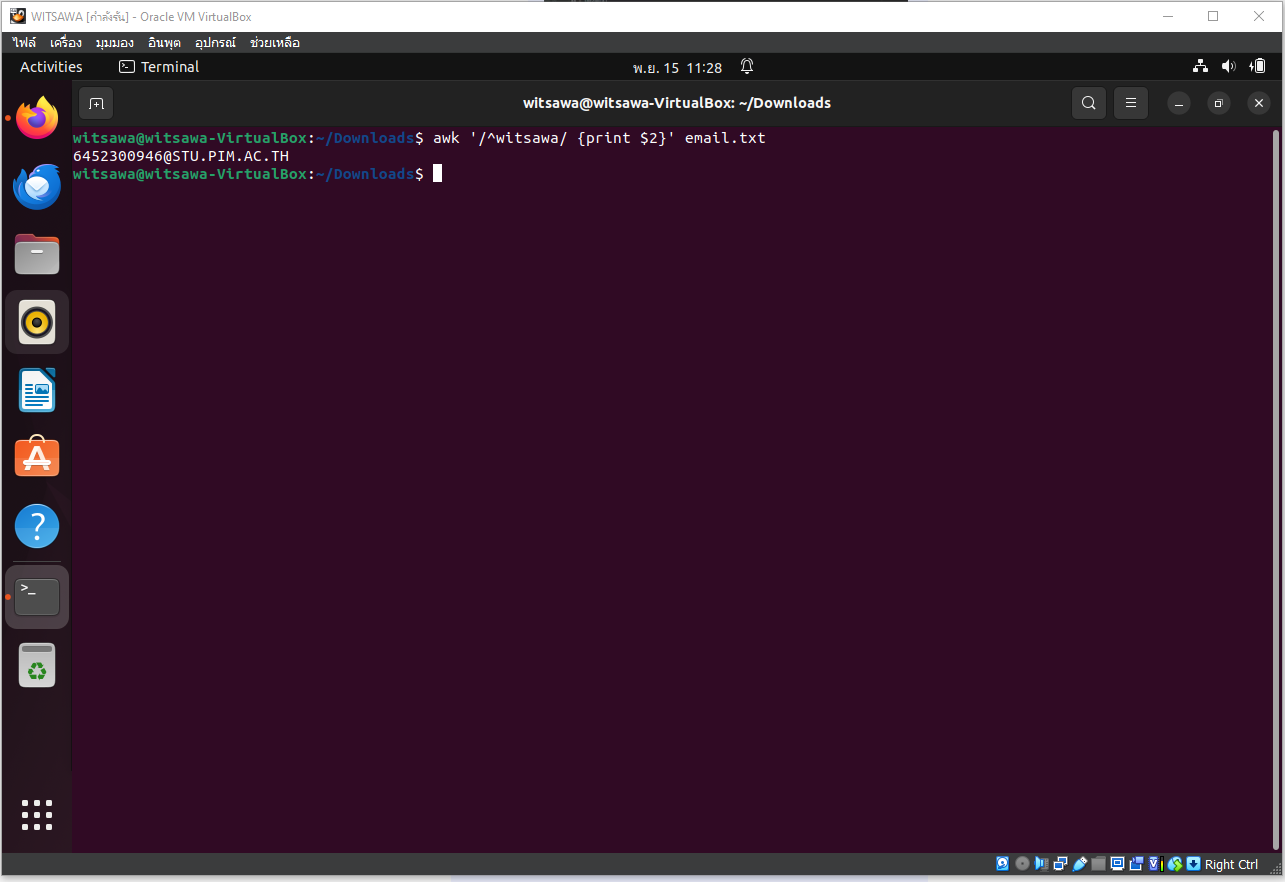 WITSAWA [กำลังรัน] - Oracle VM VirtualBox
ไฟล์ เครื่อง มุมมอง อินพุต อุปกรณ์ ช่วยเหลือ
Activities Terminal พ.ย. 15 11:28
witsawa@witsawa-VirtualBox: ~/Downloads
witsawa@witsawa-VirtualBox:~/Downloads$ awk '/^witsawa/ {print $2}' email.txt
6452300946@STU.PIM.AC.TH
witsawa@witsawa-VirtualBox:~/Downloads$
Right Ctrl